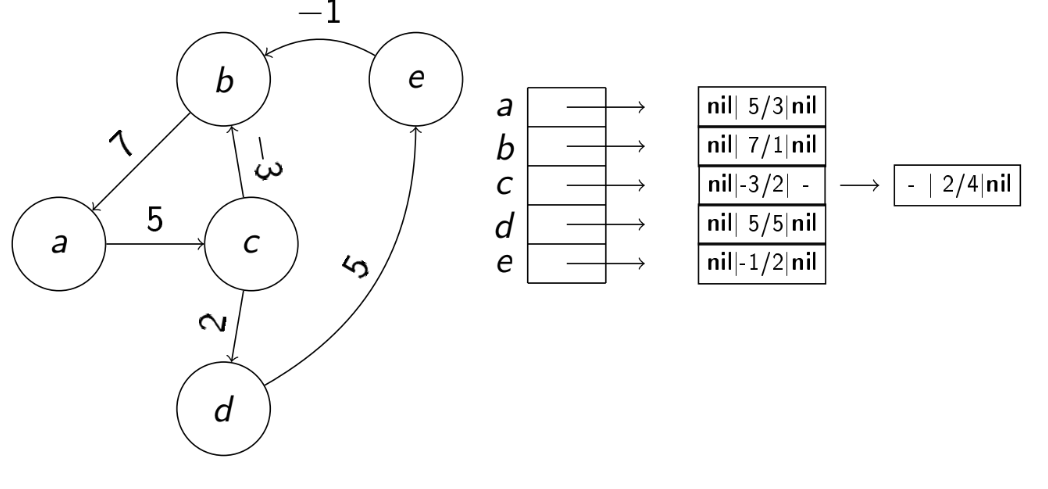 −1
b
e
7
−3
a
5
c
5
2
d
a
b
c
d
e
nil| 5/3|nil
nil| 7/1|nil
nil|-3/2| -
nil| 5/5|nil
nil|-1/2|nil
- | 2/4|nil